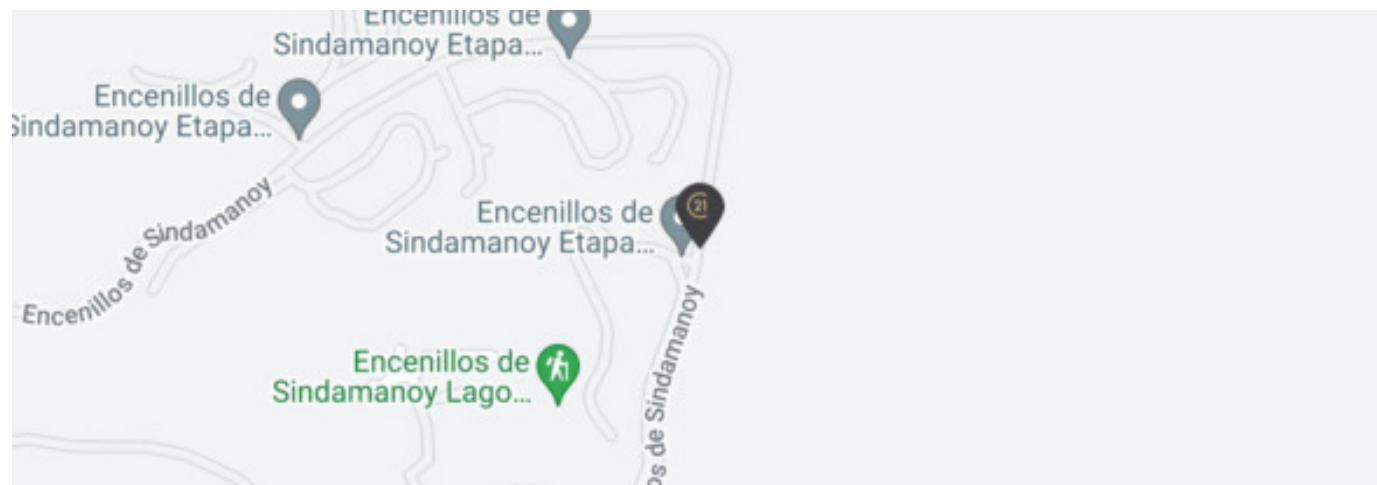 Encenillos de
Sindamanoy Etapa...
Encenillos de
Sindamanoy Etapa...
Encenillos de
Sindamanoy Etapa...
21
Encenillos de Sindamanoy
Encenillos de
Sindamanoy Lago...
os de Sindamanoy